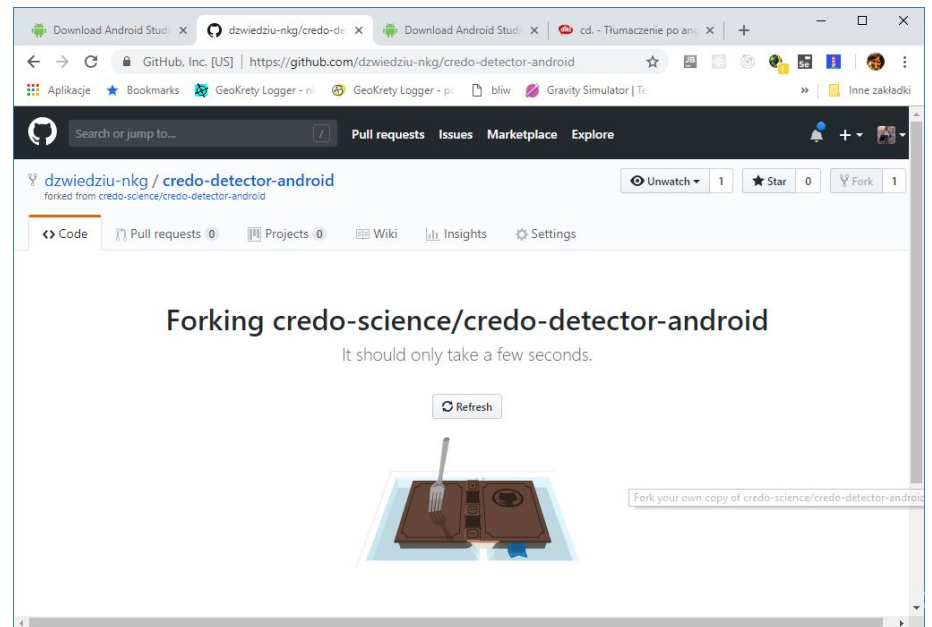 Download Android Studi
dzwiedziu-nkg/credo-de
Download Android Studi
cd. - Tłumaczenie po ang
GitHub, Inc. [US] | https://github.com/dzwiedziu-nkg/credo-detector-android
Aplikacje Bookmarks GeoKrety Logger - ni GeoKrety Logger - po bliw Gravity Simulator | Te » Inne zakładki
Search or jump to... / Pull requests Issues Marketplace Explore
dzwiedziu-nkg / credo-detector-android Unwatch 1 Star 0 Fork 1
forked from credo-science/credo-detector-android
Code Pull requests 0 Projects 0 Wiki Insights Settings
Forking credo-science/credo-detector-android
It should only take a few seconds.
Refresh
Fork your own copy of credo-science/credo-detector-android